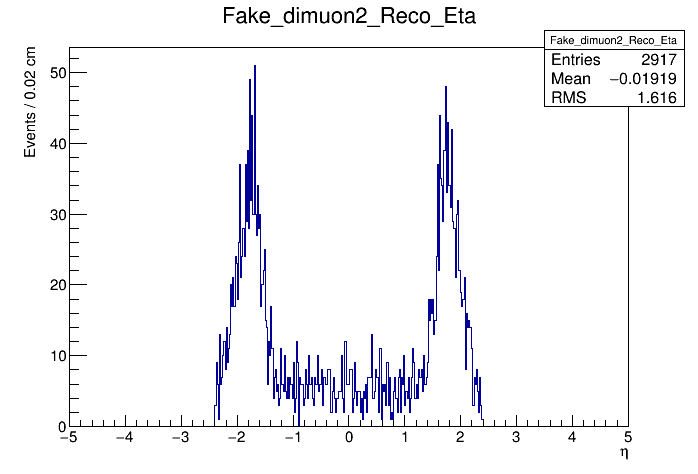 Fake_dimuon2_Reco_Eta
Fake_dimuon2_Reco_Eta
Entries 2917
Mean −0.01919
RMS 1.616
Events / 0.02 cm
50
40
30
20
10
0
−5 −4 −3 −2 −1 0 1 2 3 4 5
η